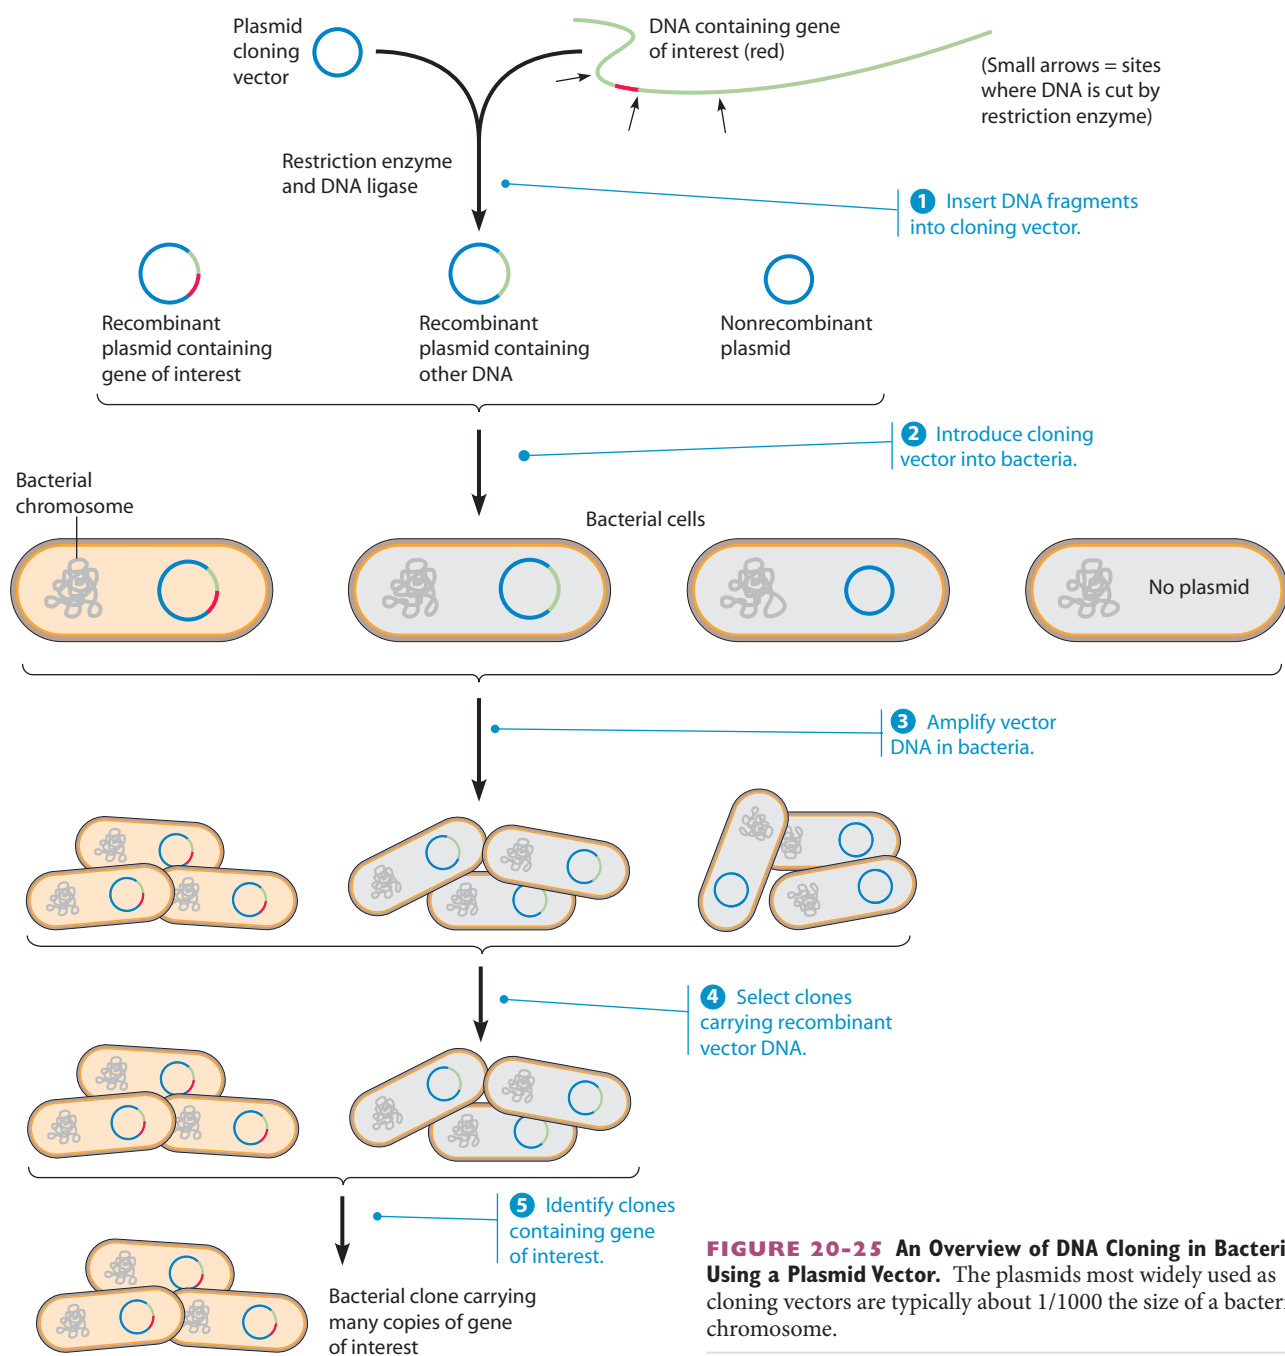 Plasmid
cloning
vector
DNA containing gene
of interest (red)
(Small arrows = sites
where DNA is cut by
restriction enzyme)
Restriction enzyme
and DNA ligase
1 Insert DNA fragments
into cloning vector.
Recombinant
plasmid containing
gene of interest
Recombinant
plasmid containing
other DNA
Nonrecombinant
plasmid
2 Introduce cloning
vector into bacteria.
Bacterial
chromosome
Bacterial cells
No plasmid
3 Amplify vector
DNA in bacteria.
4 Select clones
carrying recombinant
vector DNA.
5 Identify clones
containing gene
of interest.
Bacterial clone carrying
many copies of gene
of interest
FIGURE 20-25 An Overview of DNA Cloning in Bacteri
Using a Plasmid Vector. The plasmids most widely used as
cloning vectors are typically about 1/1000 the size of a bacteri
chromosome.